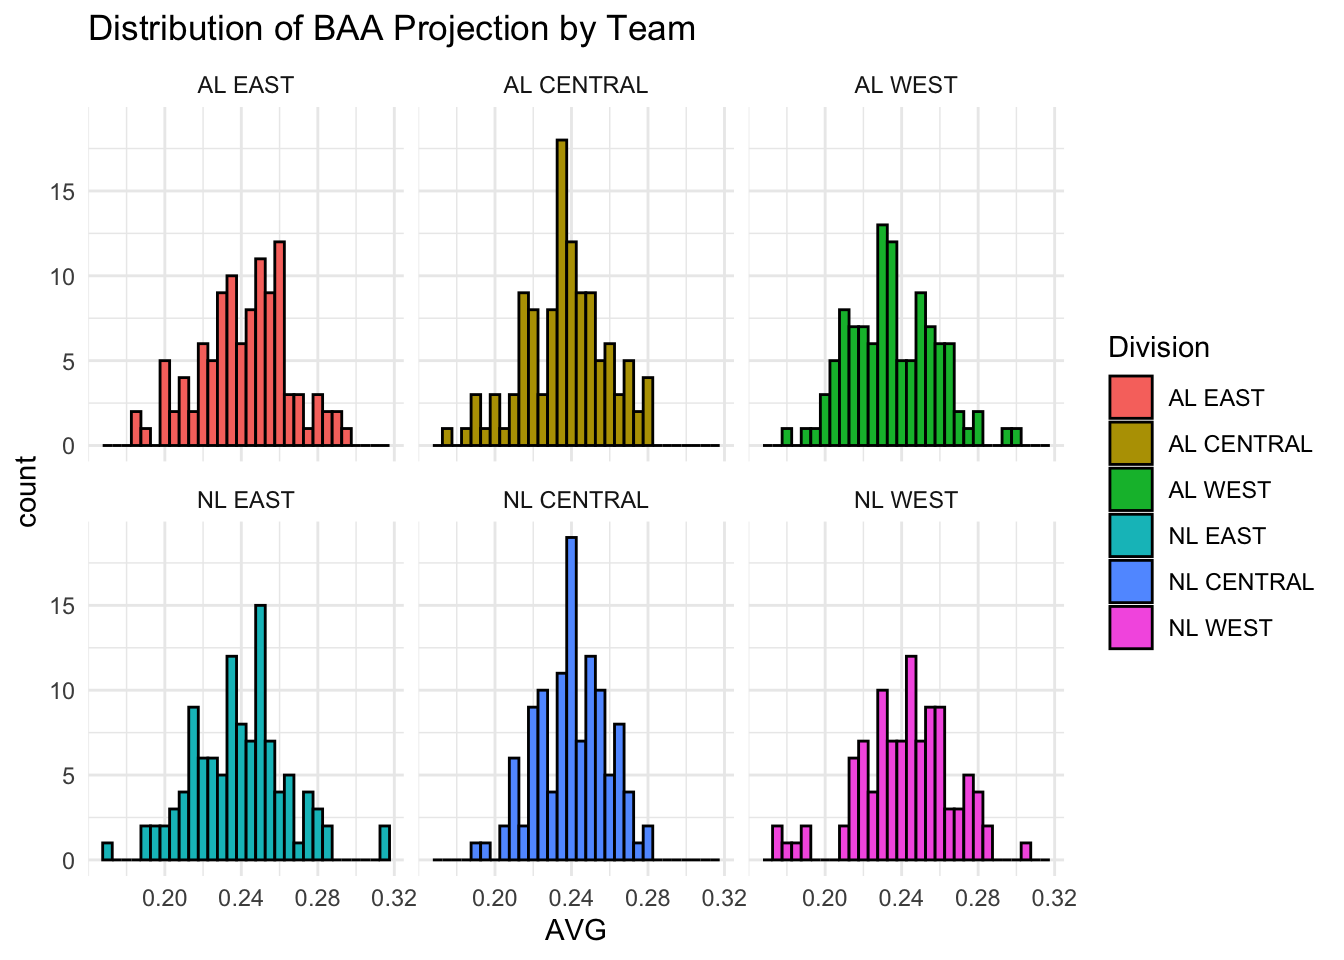 Distribution of BAA Projection by Team
AL EAST
AL CENTRAL
AL WEST
15
10
5
0
NL EAST
NL CENTRAL
NL WEST
15
10
5
0
0.20
0.24
0.28
0.32
0.20
0.24
0.28
0.32
0.20
0.24
0.28
0.32
AVG
count
Division
AL EAST
AL CENTRAL
AL WEST
NL EAST
NL CENTRAL
NL WEST